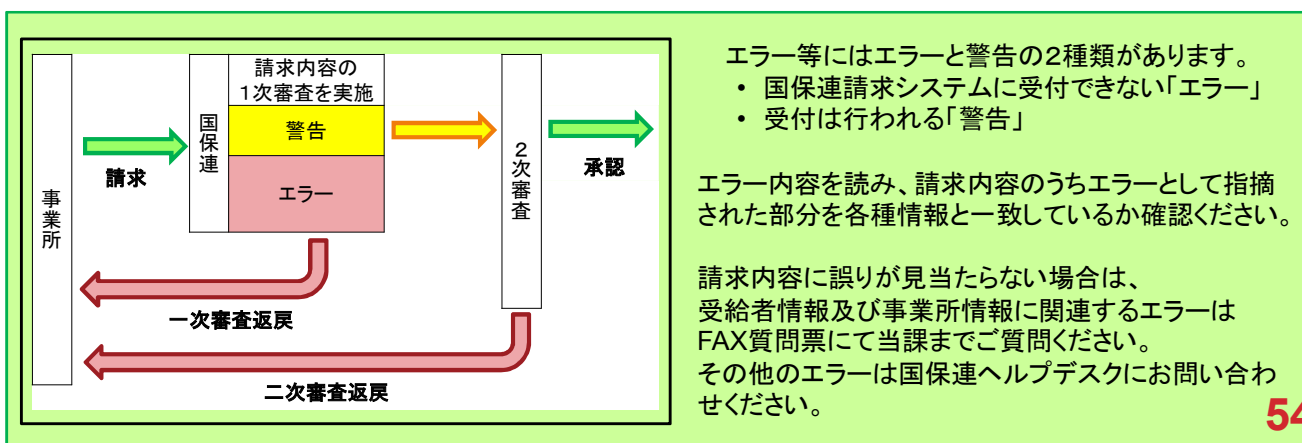 事業所
請求
国保連
請求内容の
1次審査を実施
警告
エラー
2次審査
承認
一次審査返戻
二次審査返戻
エラー等にはエラーと警告の2種類があります。
• 国保連請求システムに受付できない「エラー」
• 受付は行われる「警告」
エラー内容を読み、請求内容のうちエラーとして指摘
された部分を各種情報と一致しているか確認ください。
請求内容に誤りが見当たらない場合は、
受給者情報及び事業所情報に関連するエラーは
FAX質問票にて当課までご質問ください。
その他のエラーは国保連ヘルプデスクにお問い合わ
せください。
54